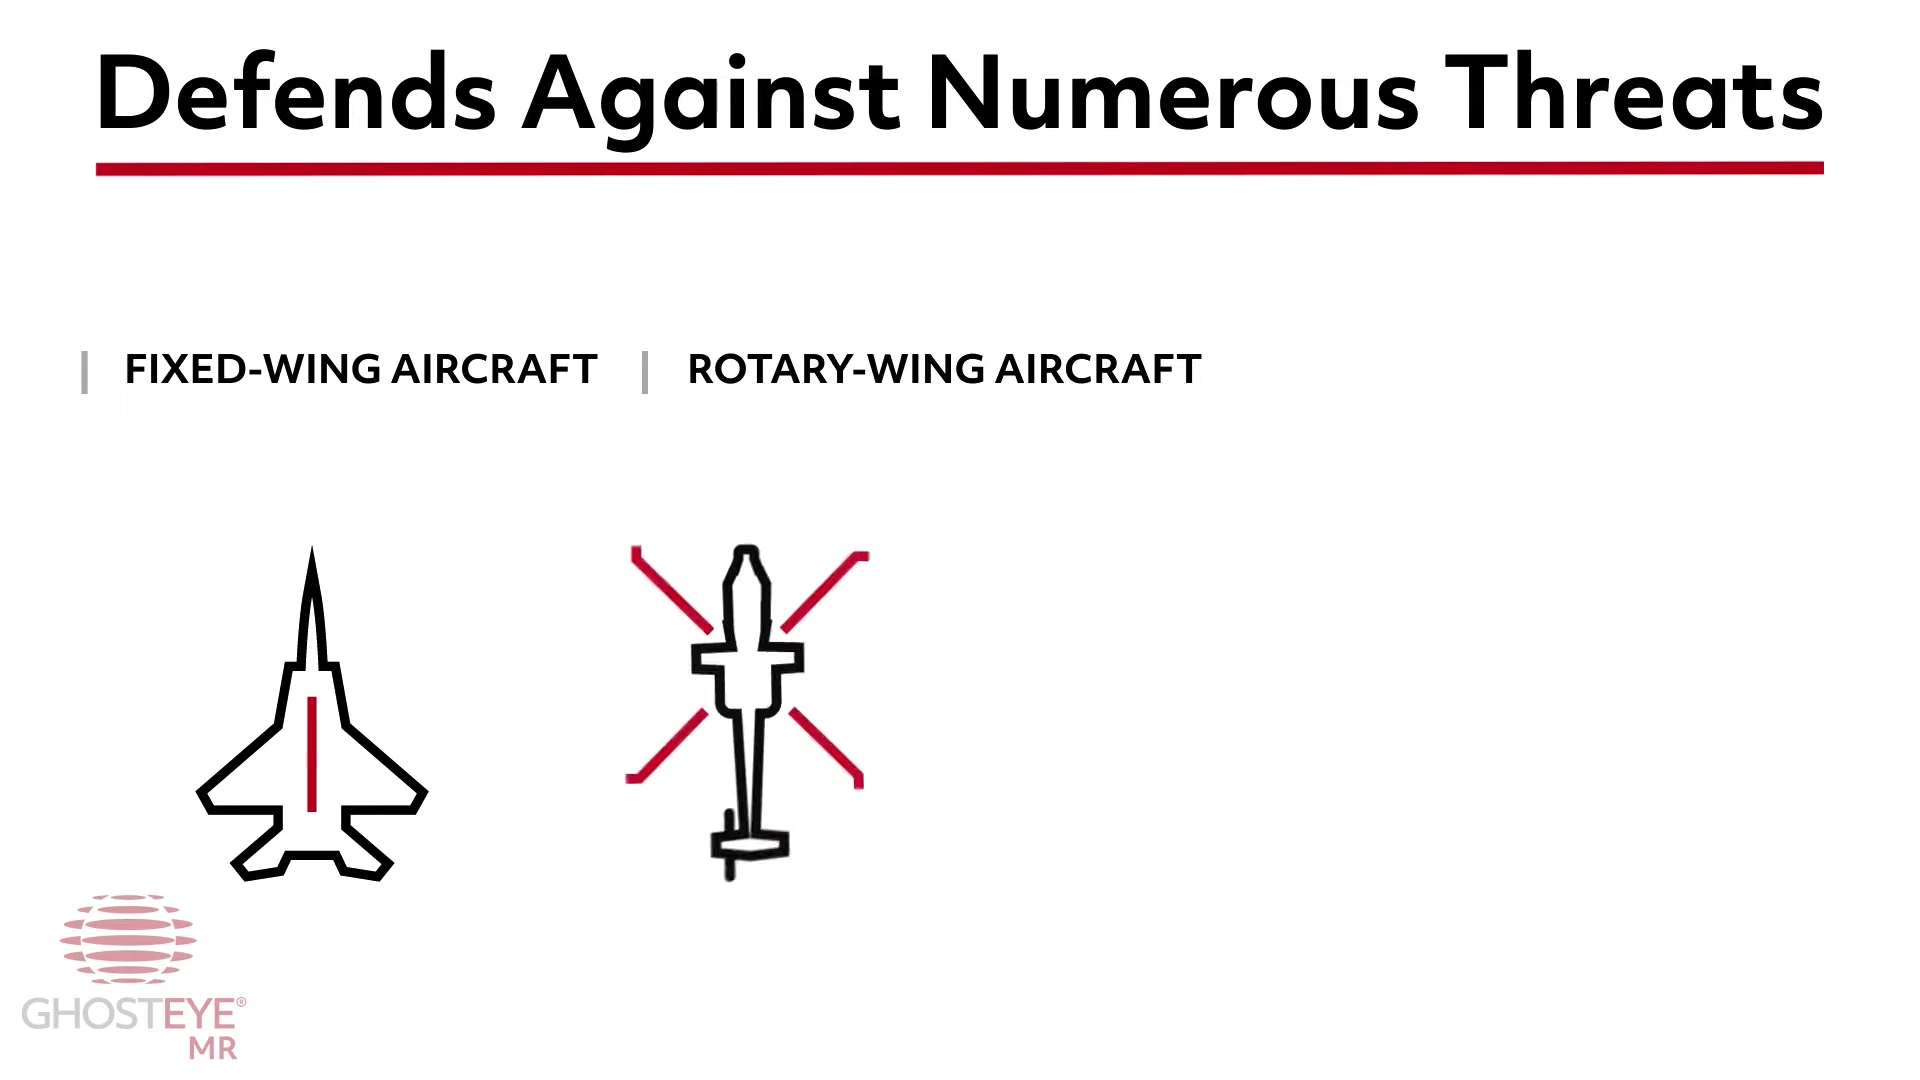 Defends Against Numerous Threats
| FIXED-WING AIRCRAFT | ROTARY-WING AIRCRAFT
GHOSTEYE®
MR